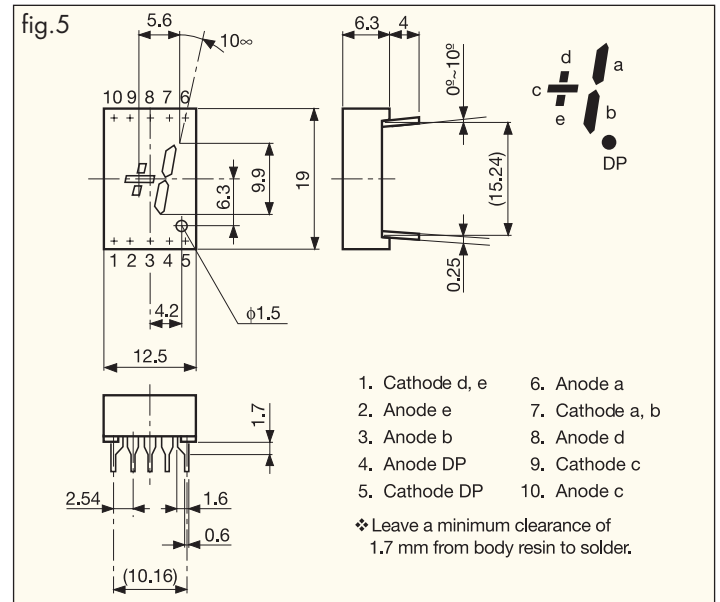 fig.5
5.6
10∞
6.3 4
0º~10º
d
a
c
e
b
DP
10 9 8 7 6
6.3
9.9
19
(15.24)
1 2 3 4 5
0.25
4.2
φ1.5
12.5
1.7
2.54
1.6
0.6
(10.16)
1. Cathode d, e
2. Anode e
3. Anode b
4. Anode DP
5. Cathode DP
6. Anode a
7. Cathode a, b
8. Anode d
9. Cathode c
10. Anode c
❖ Leave a minimum clearance of
1.7 mm from body resin to solder.